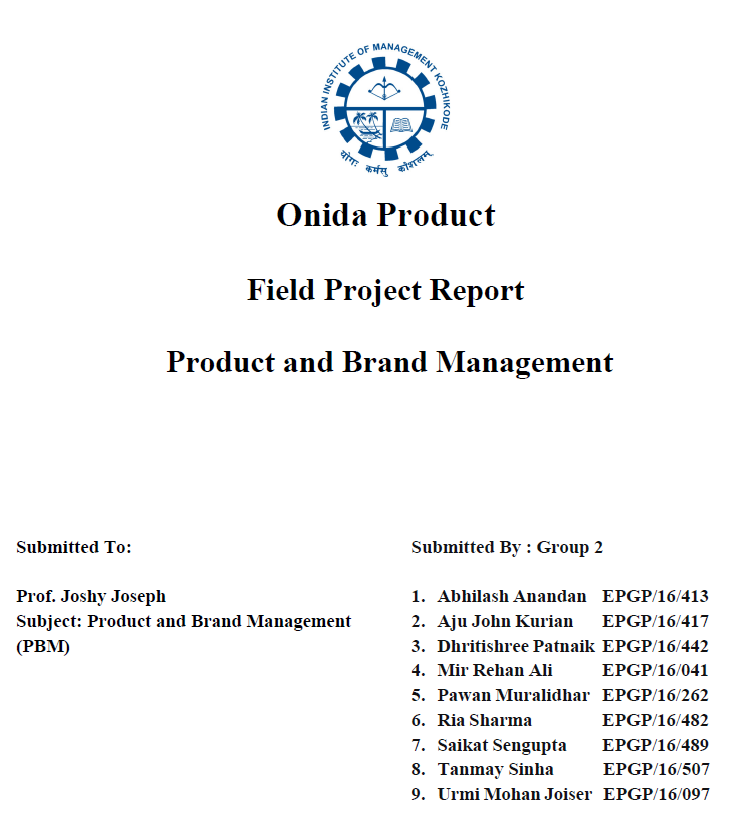 INDIAN INSTITUTE OF MANAGEMENT KOZHIKODE
योगः कर्मसु कौशलम्
Onida Product
Field Project Report
Product and Brand Management
Submitted To:
Prof. Joshy Joseph
Subject: Product and Brand Management
(PBM)
Submitted By : Group 2
1. Abhilash Anandan EPGP/16/413
2. Aju John Kurian EPGP/16/417
3. Dhritishree Patnaik EPGP/16/442
4. Mir Rehan Ali EPGP/16/041
5. Pawan Muralidhar EPGP/16/262
6. Ria Sharma EPGP/16/482
7. Saikat Sengupta EPGP/16/489
8. Tanmay Sinha EPGP/16/507
9. Urmi Mohan Joiser EPGP/16/097